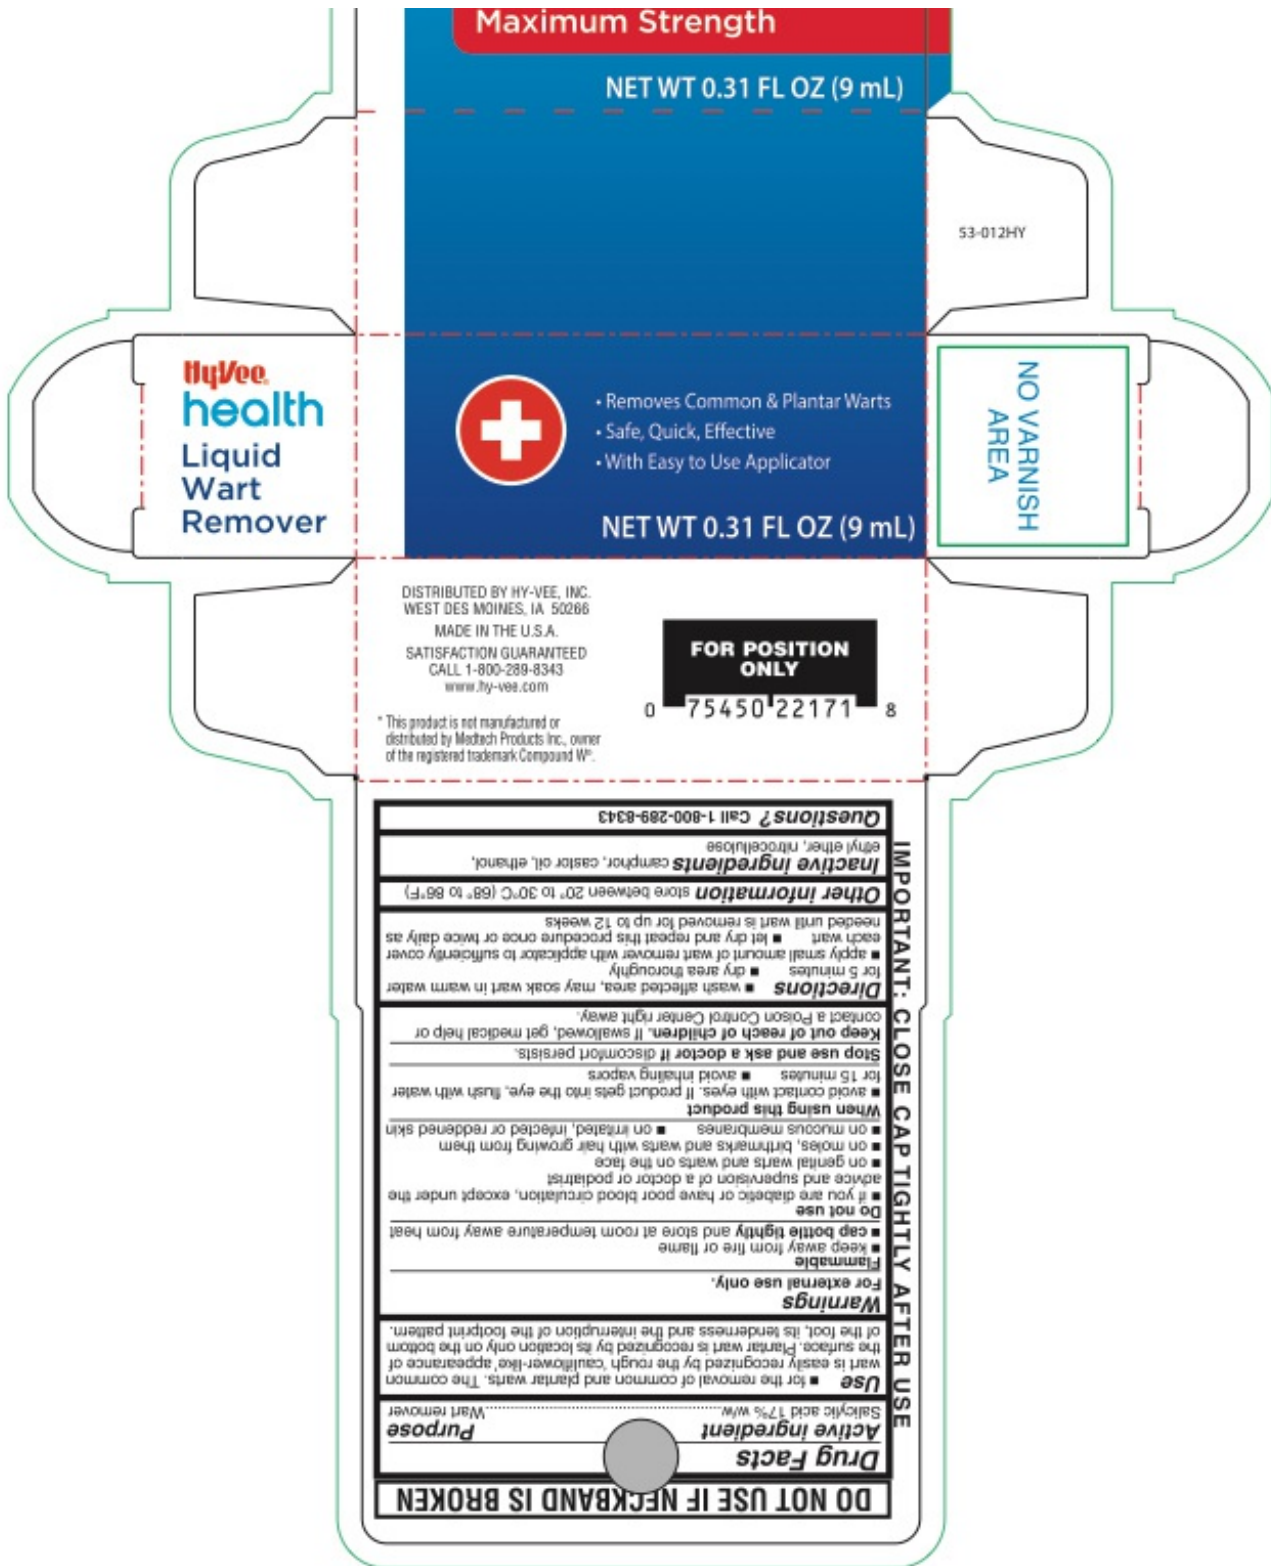 Maximum Strength
NET WT 0.31 FL OZ (9 mL)
53-012HY
HyVee®
health
Liquid
Wart
Remover
• Removes Common & Plantar Warts
• Safe, Quick, Effective
• With Easy to Use Applicator
NET WT 0.31 FL OZ (9 mL)
NO VARNISH
AREA
DISTRIBUTED BY HY-VEE, INC.
WEST DES MOINES, IA 50266
MADE IN THE U.S.A.
SATISFACTION GUARANTEED
CALL 1-800-289-8343
www.hy-vee.com
* This product is not manufactured or
distributed by Medtech Products Inc., owner
of the registered trademark Compound W®.
FOR POSITION
ONLY
0 75450 22171 8
DO NOT USE IF NECKBAND IS BROKEN
Drug Facts
Active ingredient Purpose
Salicylic acid 17% w/w Wart remover
Use ■ for the removal of common and plantar warts. The common
wart is easily recognized by the rough 'cauliflower-like' appearance of
the surface. Plantar wart is recognized by its location only on the bottom
of the foot, its tenderness and the interruption of the footprint pattern.
Warnings
For external use only.
Flammable
■ keep away from fire or flame
■ cap bottle tightly and store at room temperature away from heat
Do not use
■ if you are diabetic or have poor blood circulation, except under the
advice and supervision of a doctor or podiatrist
■ on genital warts and warts on the face
■ on moles, birthmarks and warts with hair growing from them
■ on mucous membranes ■ on irritated, infected or reddened skin
When using this product
■ avoid contact with eyes. If product gets into the eye, flush with water
for 15 minutes ■ avoid inhaling vapors
Stop use and ask a doctor if discomfort persists.
Keep out of reach of children. If swallowed, get medical help or
contact a Poison Control Center right away.
Directions ■ wash affected area, may soak wart in warm water
for 5 minutes ■ dry area thoroughly
■ apply small amount of wart remover with applicator to sufficiently cover
each wart ■ let dry and repeat this procedure once or twice daily as
needed until wart is removed for up to 12 weeks
Other information store between 20° to 30°C (68° to 86°F)
Inactive ingredients camphor, castor oil, ethanol,
ethyl ether, nitrocellulose
Questions? Call 1-800-289-8343
IMPORTANT: CLOSE CAP TIGHTLY AFTER USE